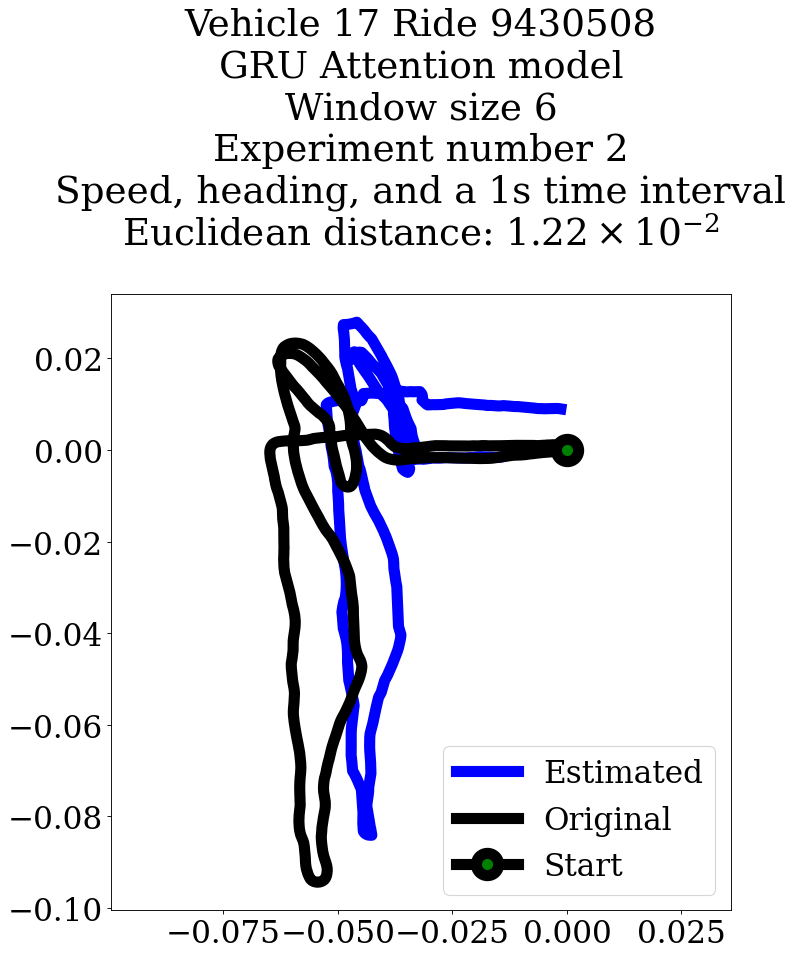 Vehicle 17 Ride 9430508
GRU Attention model
Window size 6
Experiment number 2
Speed, heading, and a 1s time interval
Euclidean distance: 1.22 × 10⁻²
0.02
0.00
−0.02
−0.04
−0.06
−0.08
−0.10
Estimated
Original
Start
−0.075 −0.050 −0.025 0.000 0.025